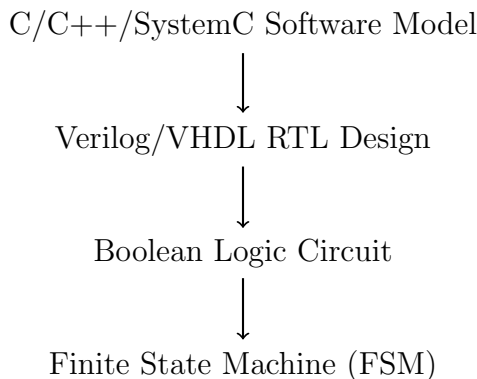 C/C++/SystemC Software Model
Verilog/VHDL RTL Design
Boolean Logic Circuit
Finite State Machine (FSM)